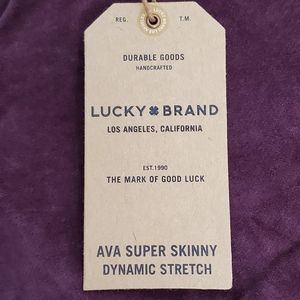 REG. T.M.
DURABLE GOODS
HANDCRAFTED
LUCKY BRAND
LOS ANGELES, CALIFORNIA
EST. 1990
THE MARK OF GOOD LUCK
AVA SUPER SKINNY
DYNAMIC STRETCH